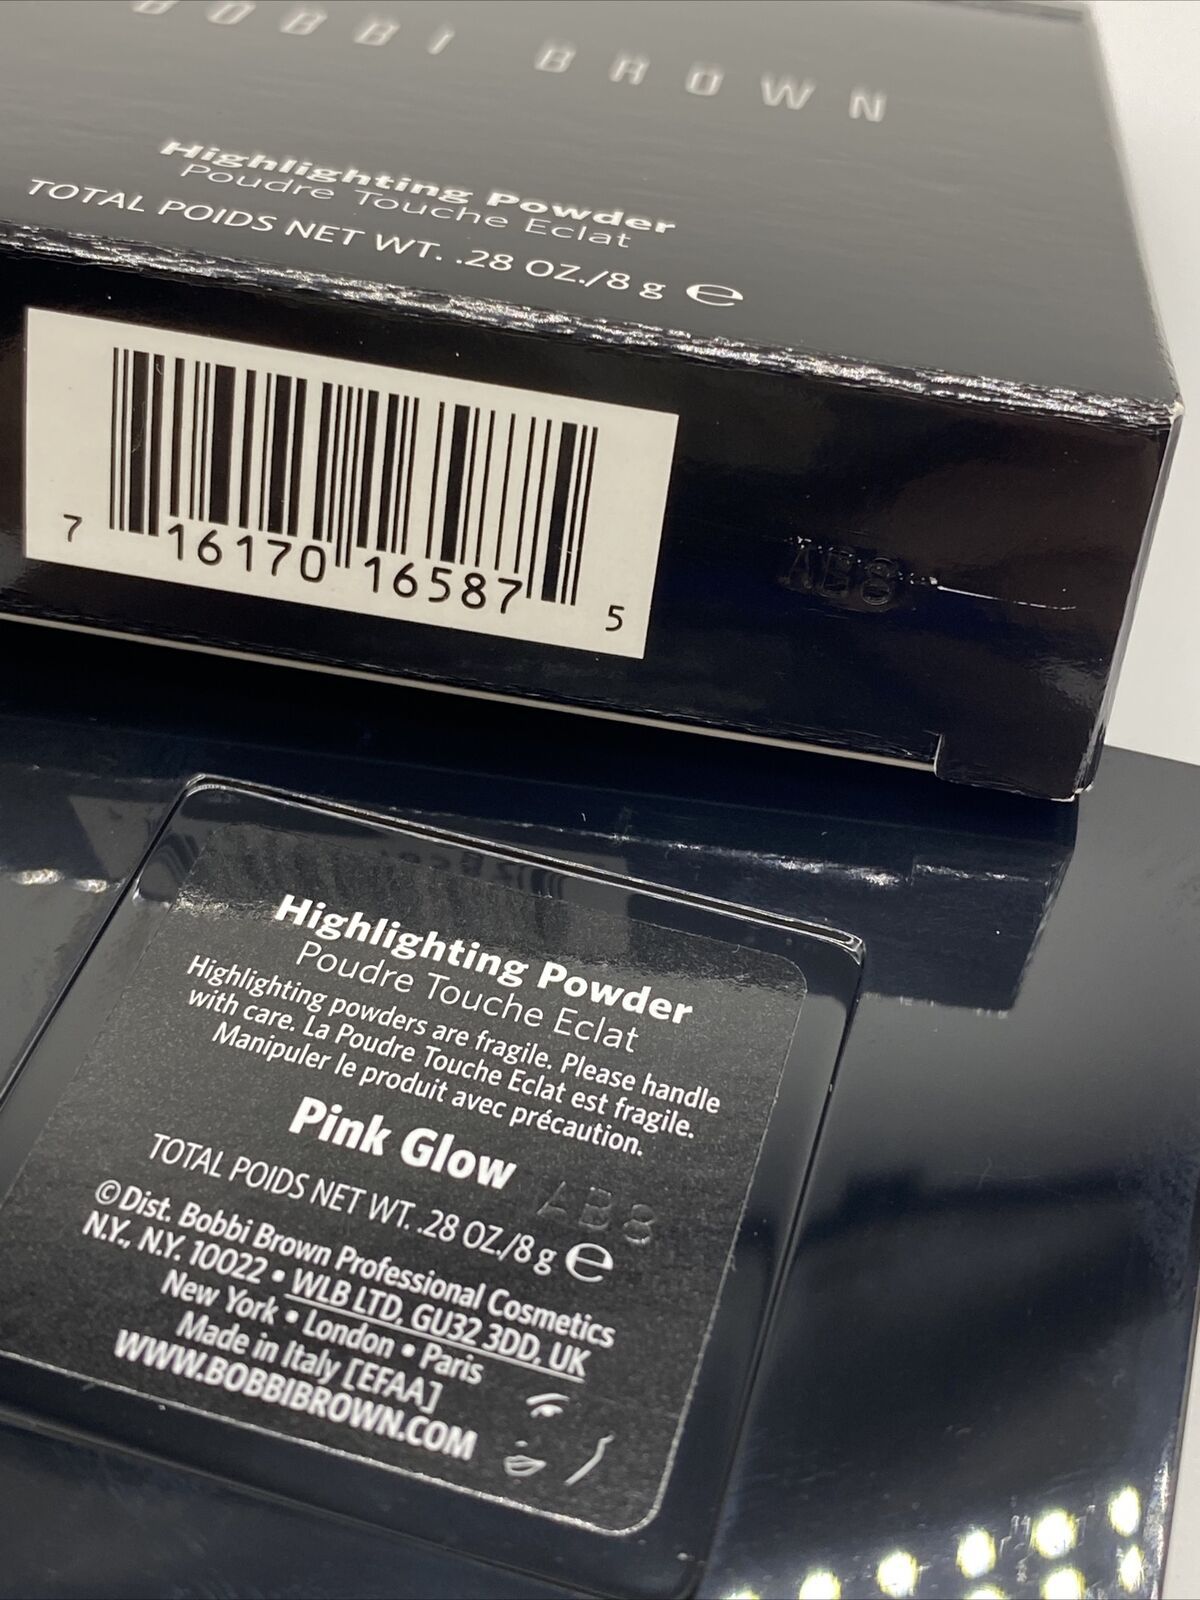 BOBBI BROWN
Highlighting Powder
Poudre Touche Eclat
TOTAL POIDS NET WT. .28 OZ./8 g ℮
7 16170 16587 5
AB8
Highlighting Powder
Poudre Touche Eclat
Highlighting powders are fragile. Please handle
with care. La Poudre Touche Eclat est fragile.
Manipuler le produit avec précaution.
Pink Glow
AB8
TOTAL POIDS NET WT. .28 OZ./8 g ℮
© Dist. Bobbi Brown Professional Cosmetics
N.Y., N.Y. 10022 • WLB LTD, GU32 3DD, UK
New York • London • Paris
Made in Italy [EFAA]
WWW.BOBBIBROWN.COM